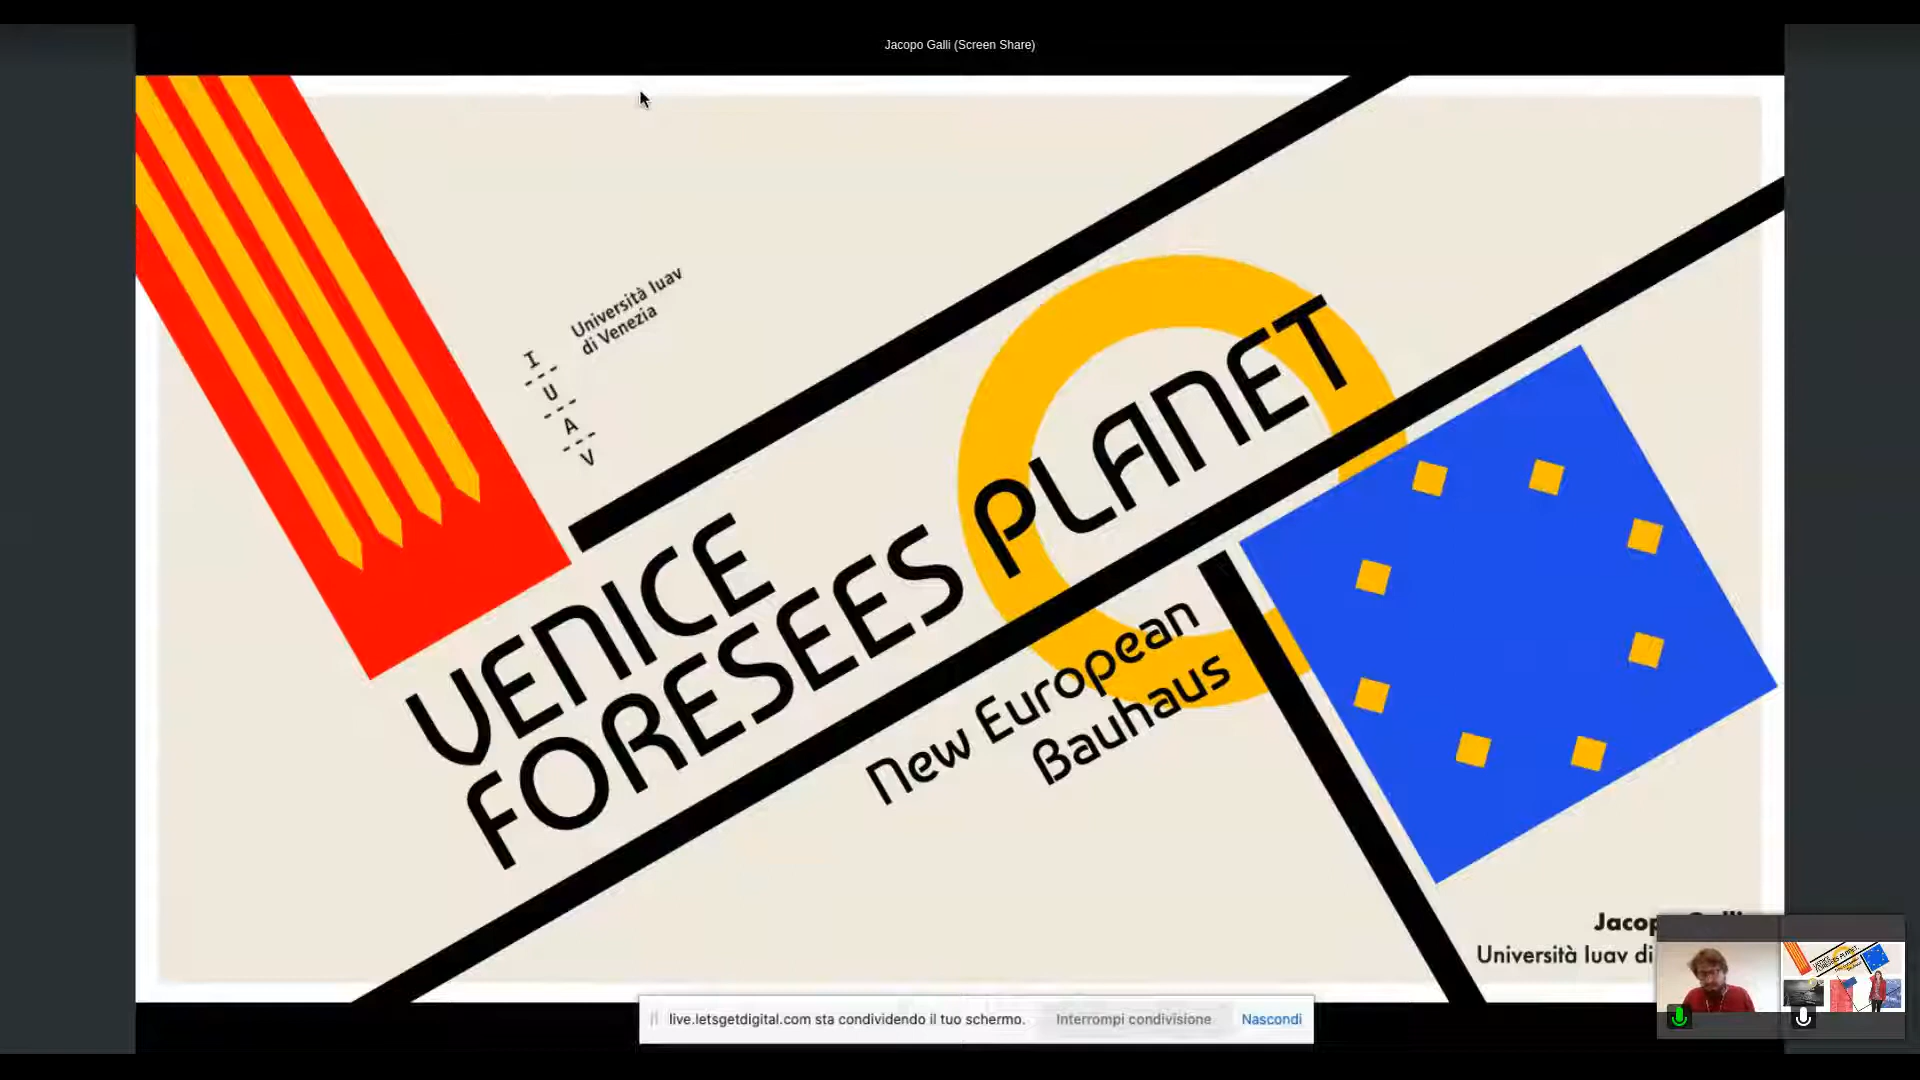 Jacopo Galli (Screen Share)
Università Iuav
di Venezia
I
U
A
V
VENICE
FORESEES PLANET
New European
Bauhaus
Università Iuav di
live.letsgetdigital.com sta condividendo il tuo schermo. Interrompi condivisione Nascondi